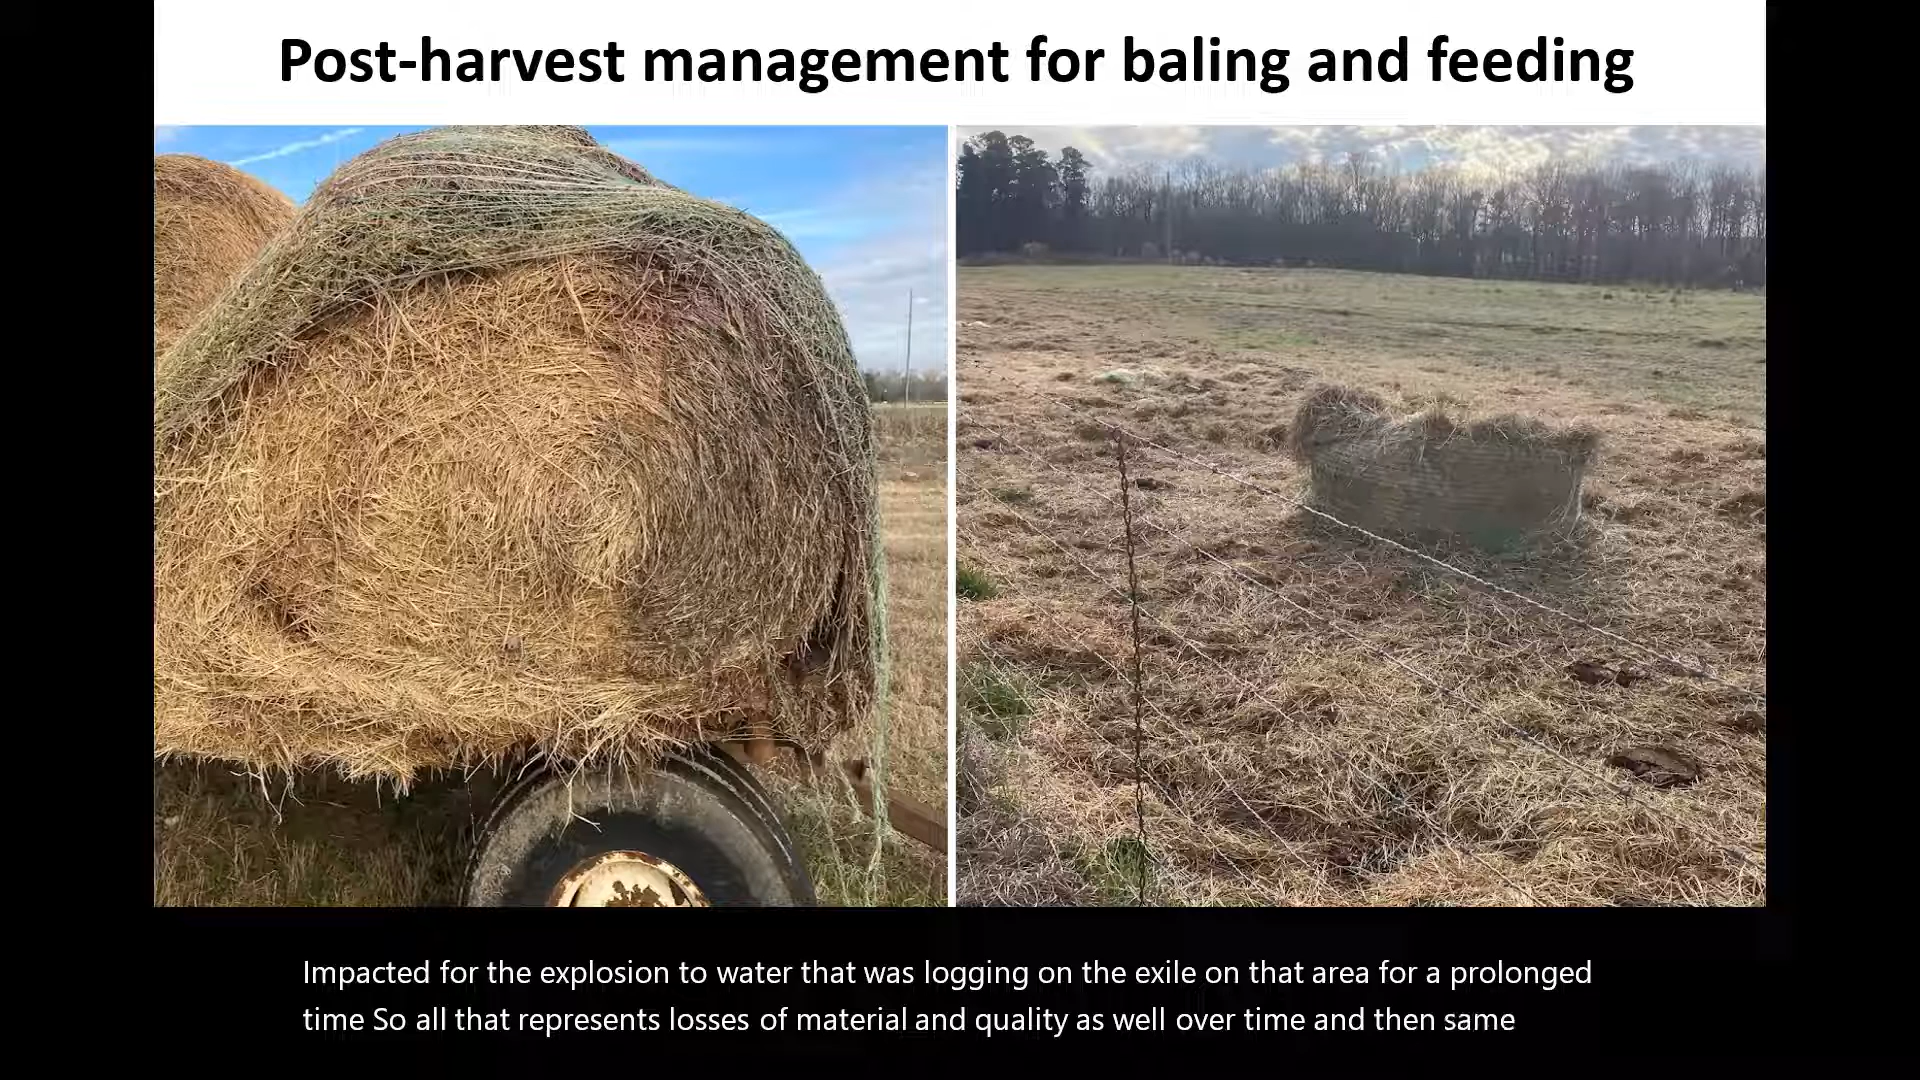 Post-harvest management for baling and feeding
Impacted for the explosion to water that was logging on the exile on that area for a prolonged
time So all that represents losses of material and quality as well over time and then same